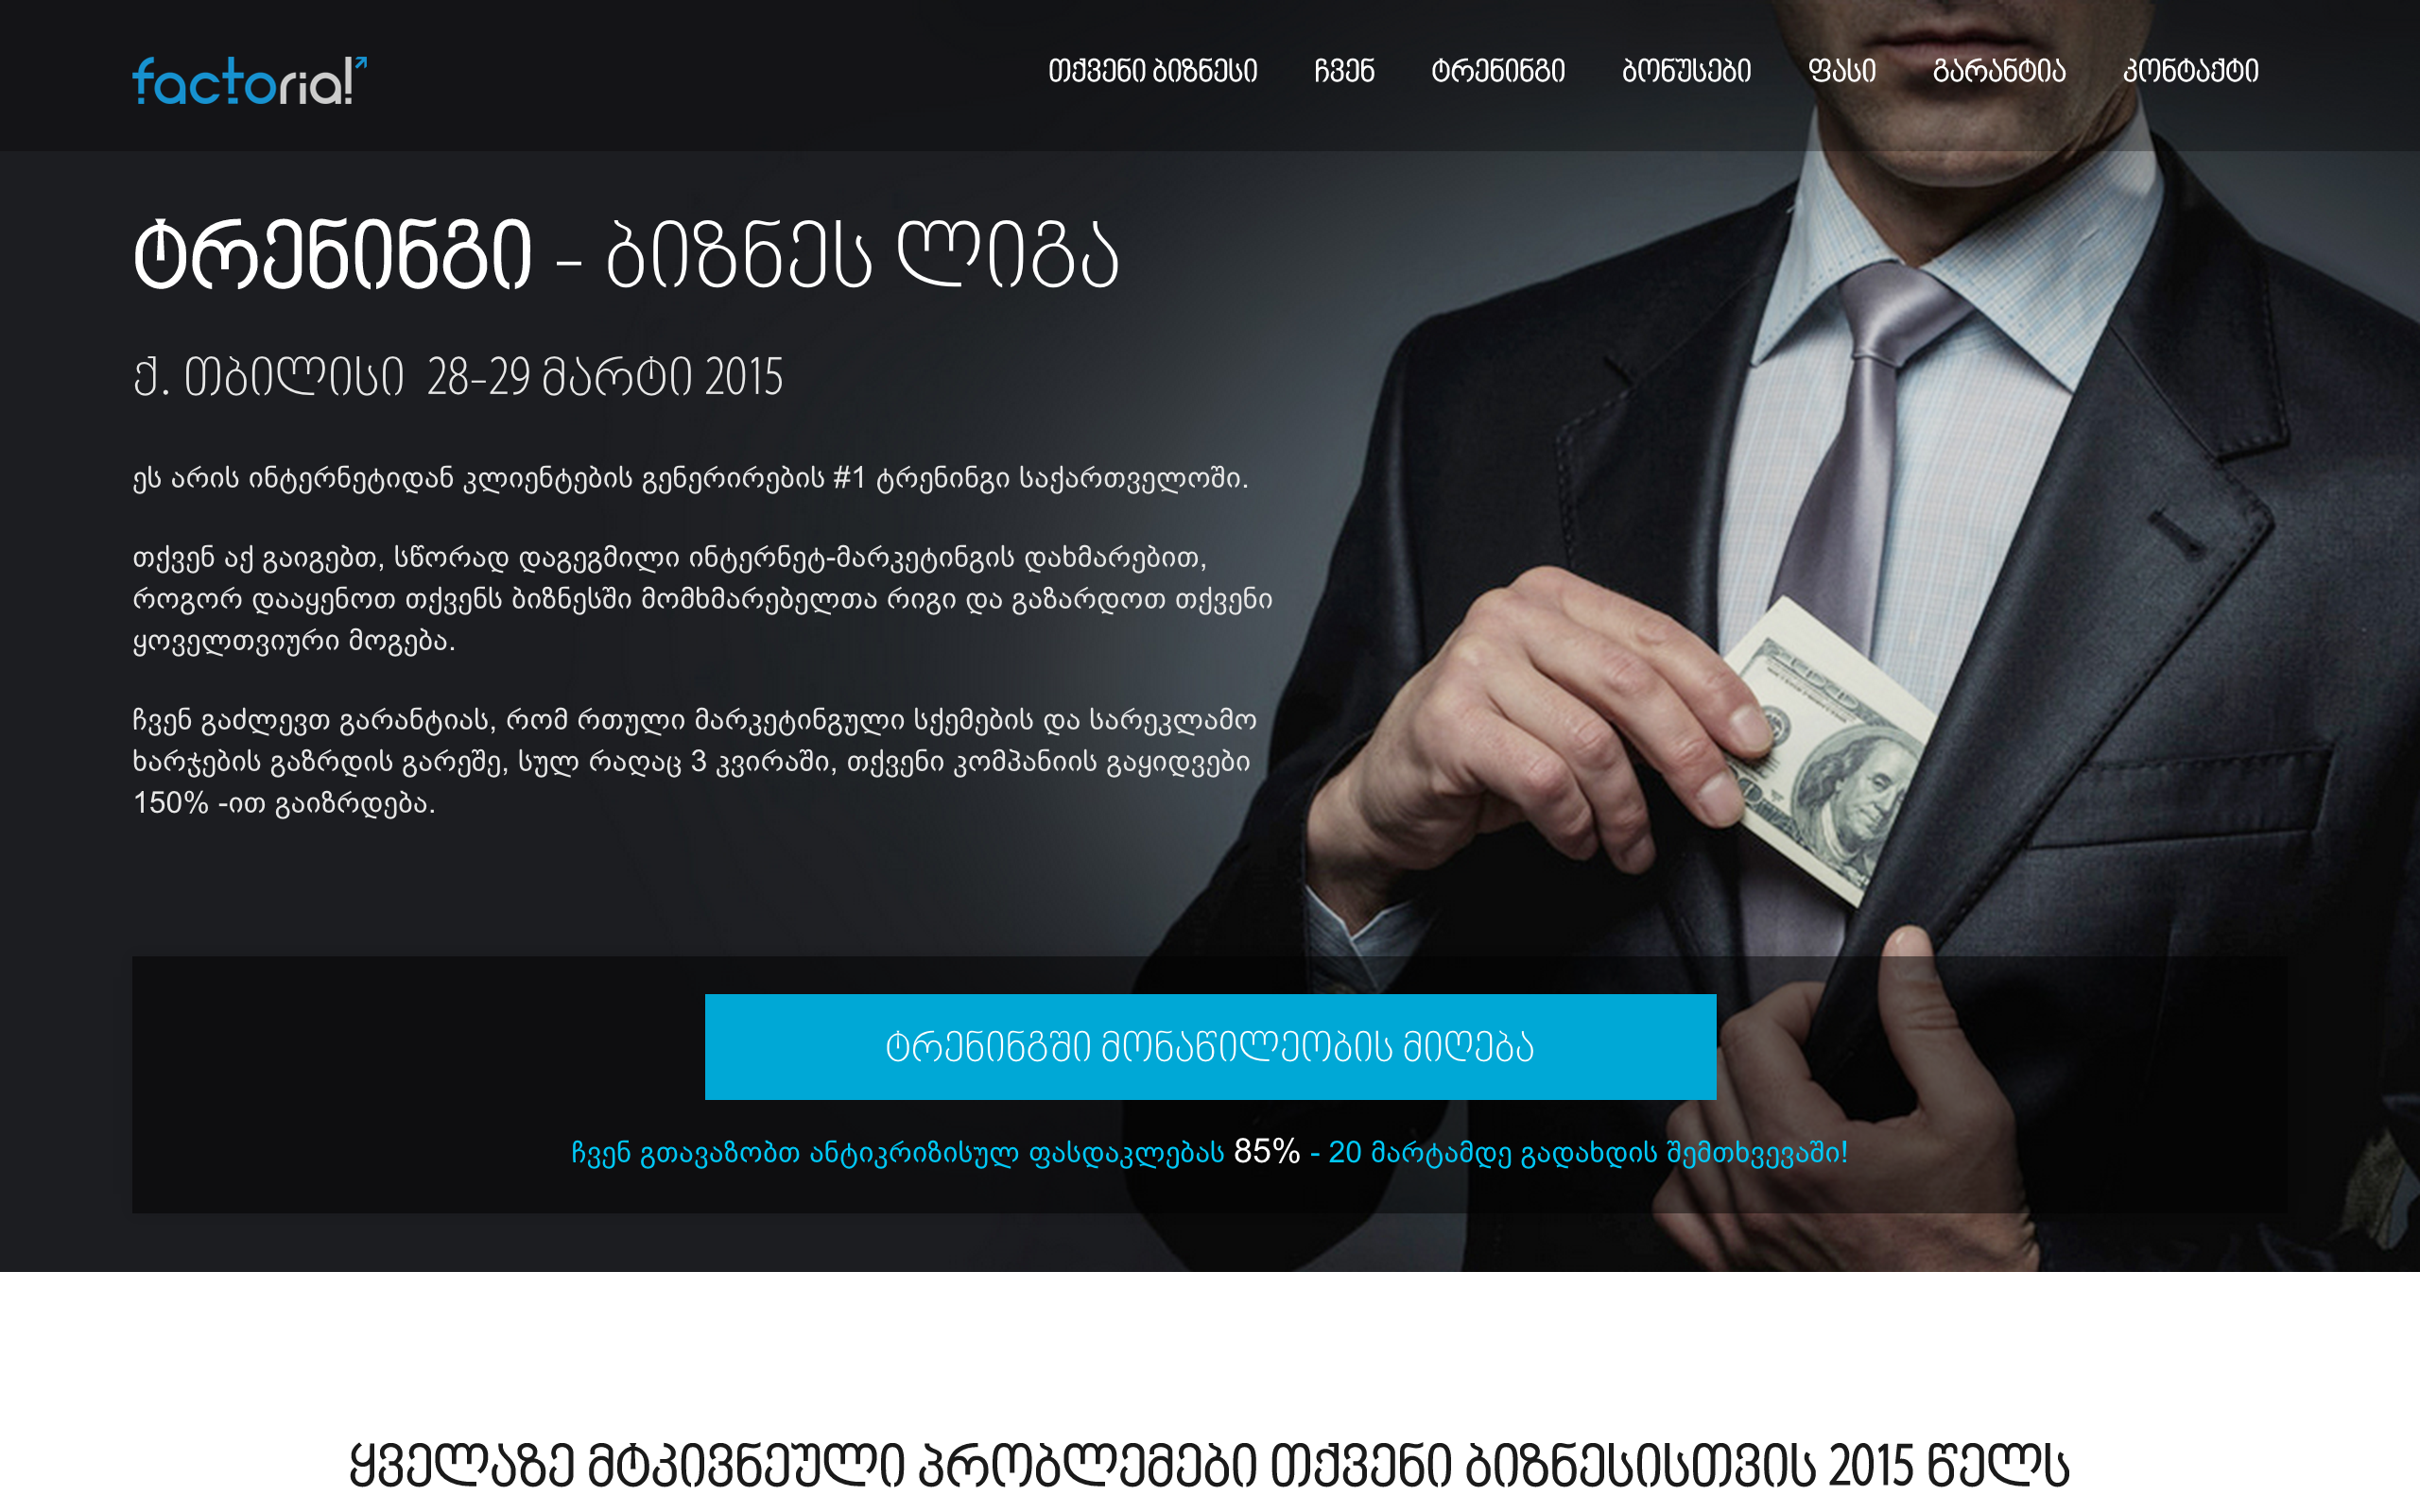 factorial
თქვენი ბიზნესი ჩვენ ტრენინგი ბონუსები ფასი გარანტია კონტაქტი
ტრენინგი - ბიზნეს ლიგა
ქ. თბილისი 28-29 მარტი 2015
ეს არის ინტერნეტიდან კლიენტების გენერირების #1 ტრენინგი საქართველოში.
თქვენ აქ გაიგებთ, სწორად დაგეგმილი ინტერნეტ-მარკეტინგის დახმარებით,
როგორ დააყენოთ თქვენს ბიზნესში მომხმარებელთა რიგი და გაზარდოთ თქვენი
ყოველთვიური მოგება.
ჩვენ გაძლევთ გარანტიას, რომ რთული მარკეტინგული სქემების და სარეკლამო
ხარჯების გაზრდის გარეშე, სულ რაღაც 3 კვირაში, თქვენი კომპანიის გაყიდვები
150% -ით გაიზრდება.
ტრენინგში მონაწილეობის მიღება
ჩვენ გთავაზობთ ანტიკრიზისულ ფასდაკლებას 85% - 20 მარტამდე გადახდის შემთხვევაში!
ყველაზე მტკივნეული პრობლემები თქვენი ბიზნესისთვის 2015 წელს